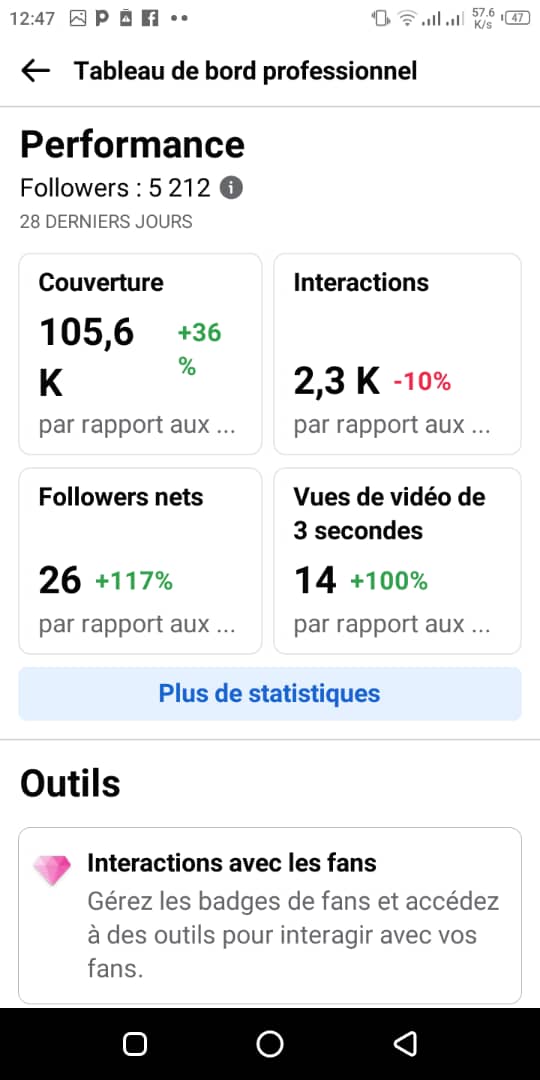 12:47
57.6
K/s
47
Tableau de bord professionnel
Performance
Followers : 5 212
28 DERNIERS JOURS
Couverture
105,6
K
+36
%
par rapport aux ...
Interactions
2,3 K -10%
par rapport aux ...
Followers nets
26 +117%
par rapport aux ...
Vues de vidéo de
3 secondes
14 +100%
par rapport aux ...
Plus de statistiques
Outils
Interactions avec les fans
Gérez les badges de fans et accédez
à des outils pour interagir avec vos
fans.